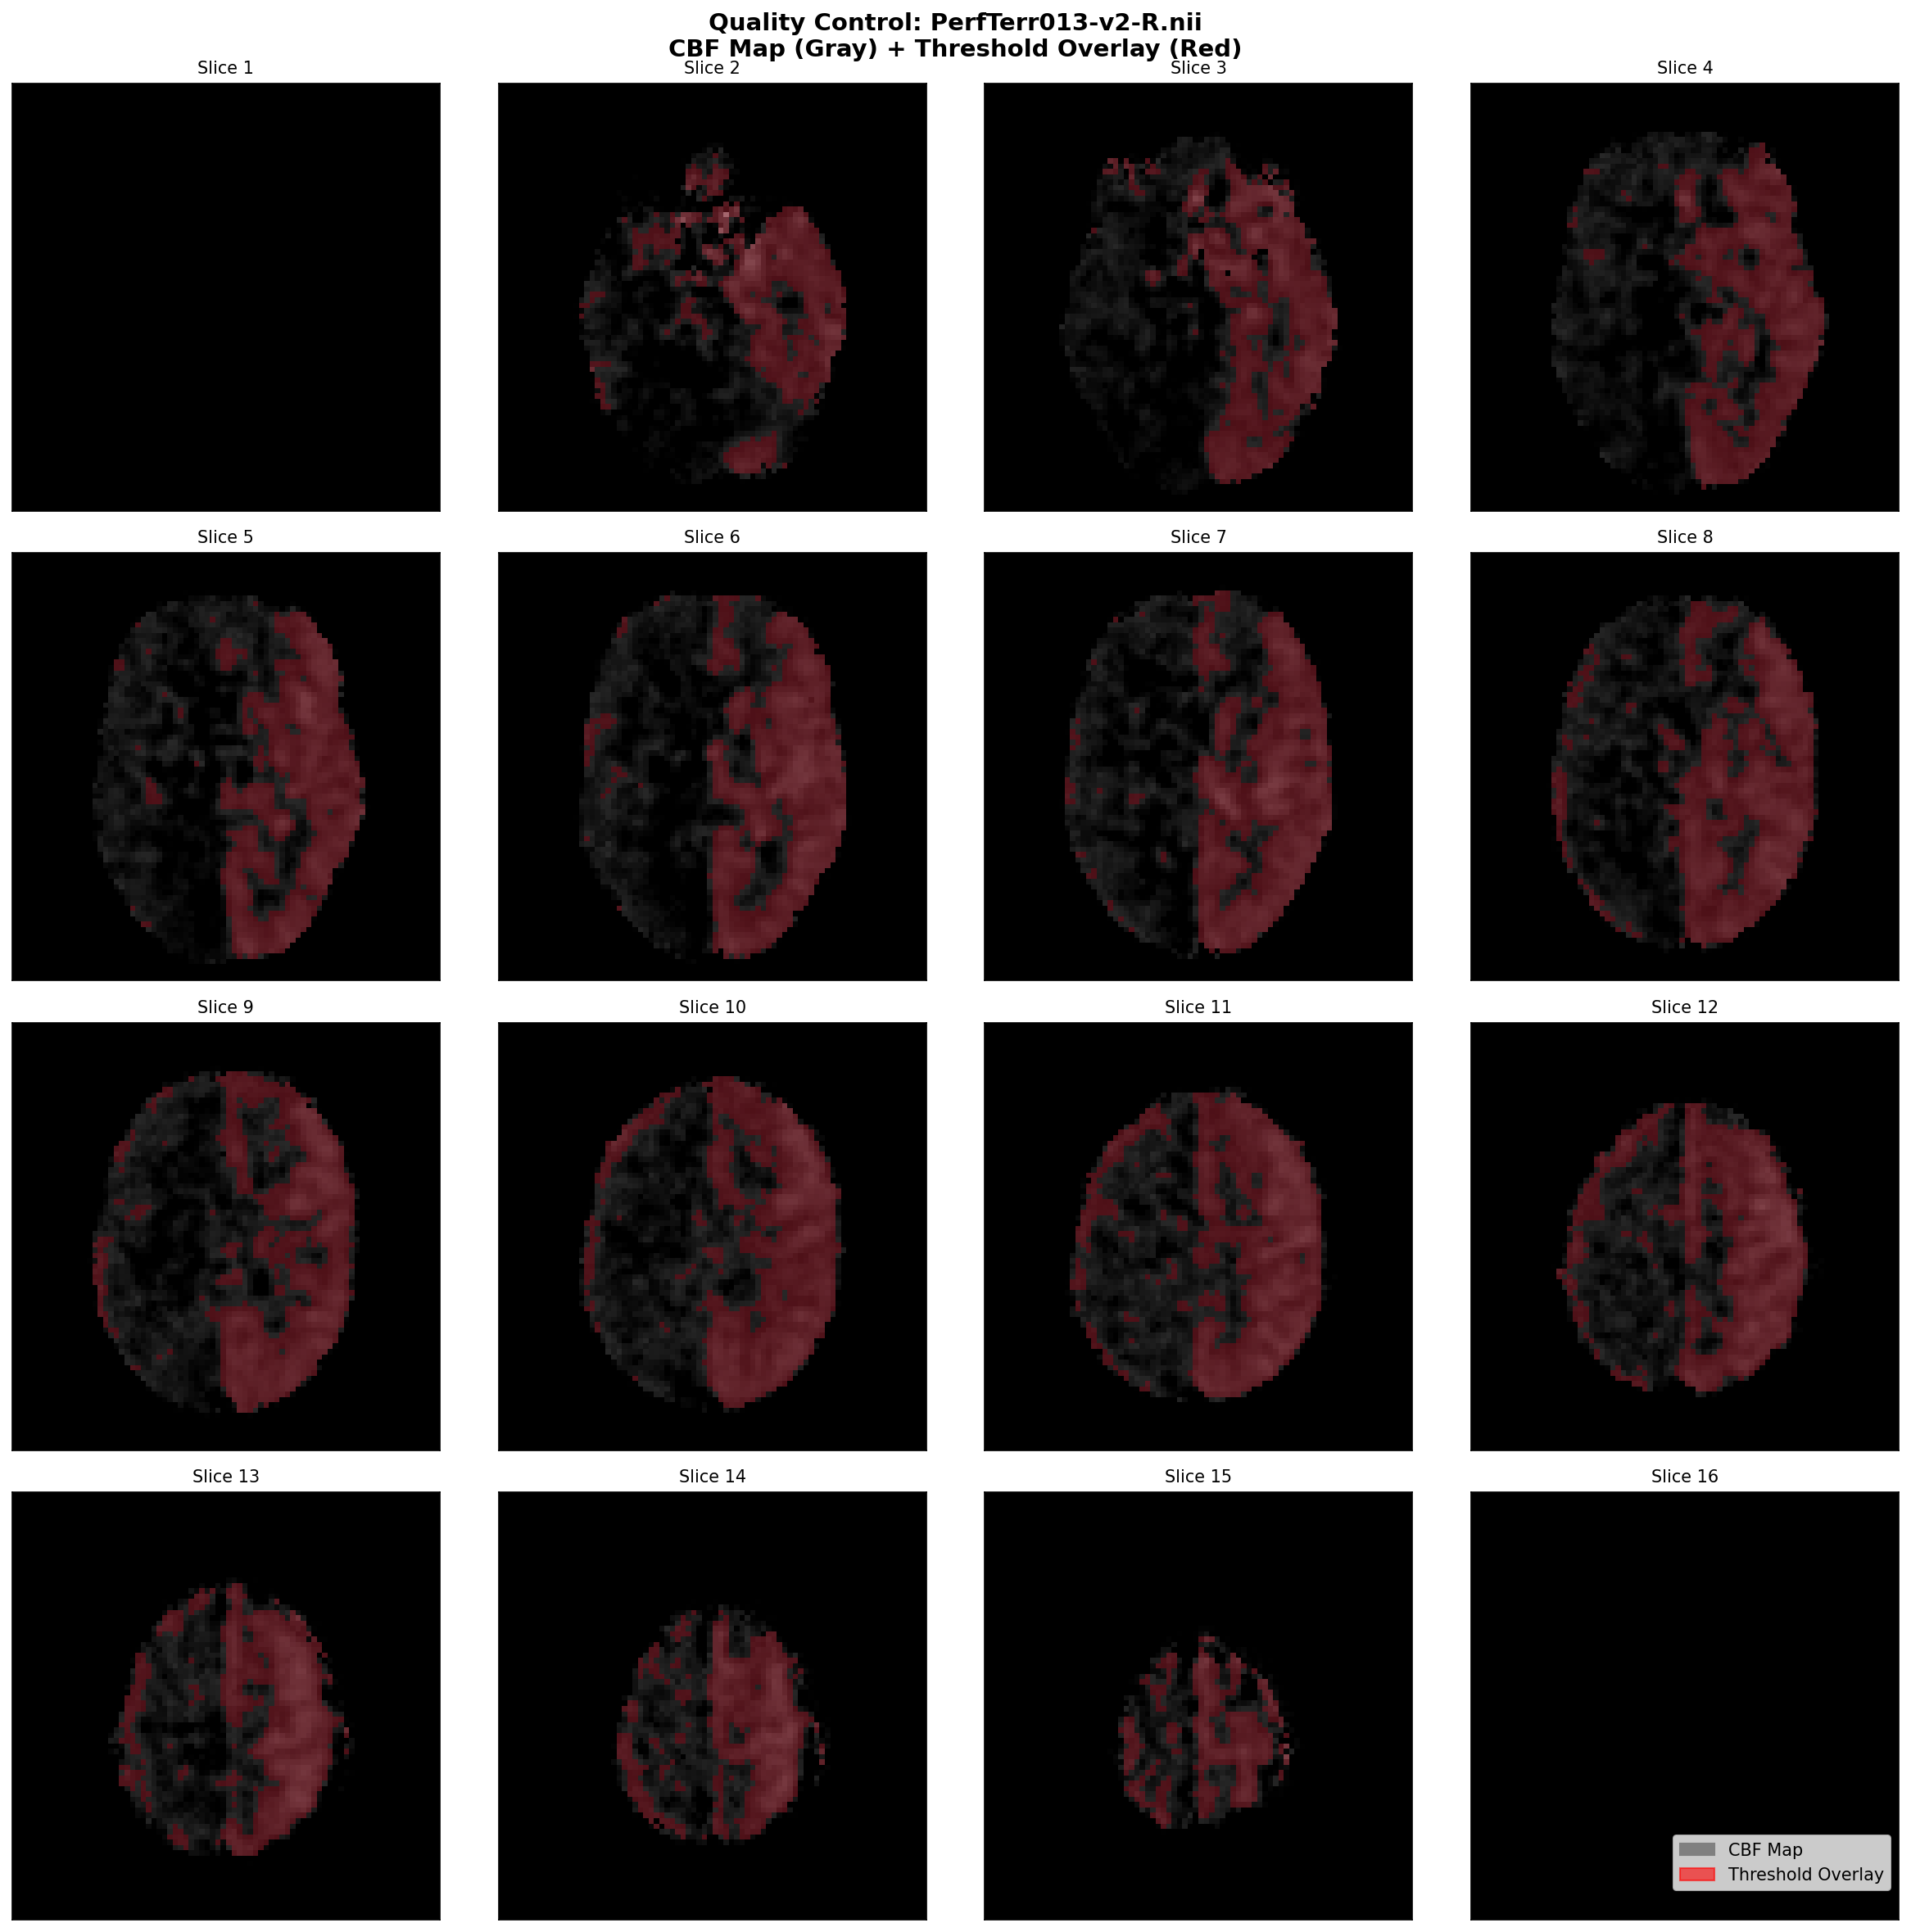 Quality Control: PerfTerr013-v2-R.nii
CBF Map (Gray) + Threshold Overlay (Red)
Slice 1
Slice 2
Slice 3
Slice 4
Slice 5
Slice 6
Slice 7
Slice 8
Slice 9
Slice 10
Slice 11
Slice 12
Slice 13
Slice 14
Slice 15
Slice 16
CBF Map
Threshold Overlay